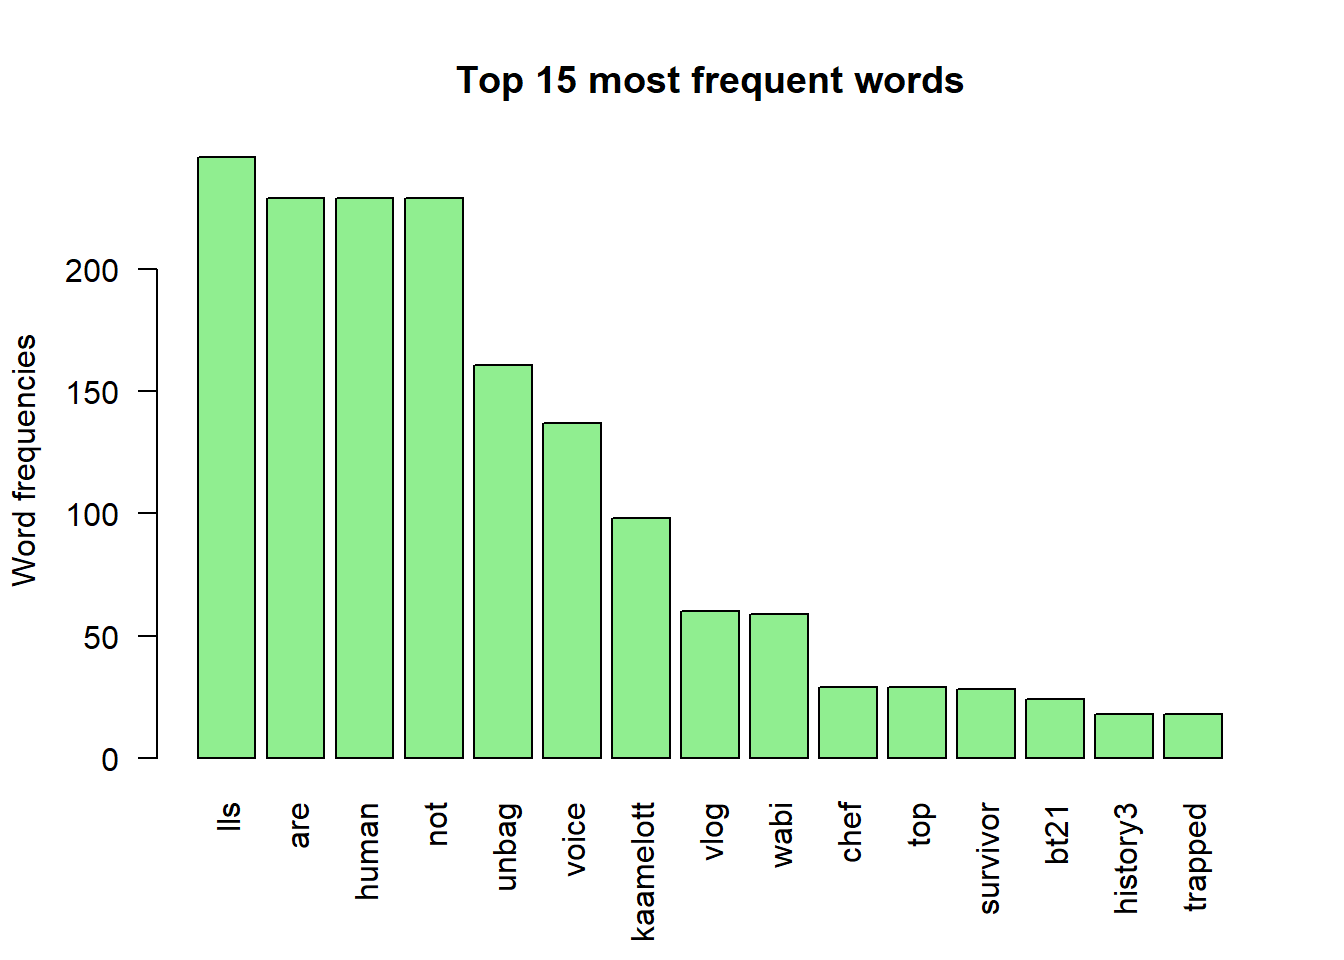 Top 15 most frequent words
Word frequencies
200
150
100
50
0
lls
are
human
not
unbag
voice
kaamelott
vlog
wabi
chef
top
survivor
bt21
history3
trapped